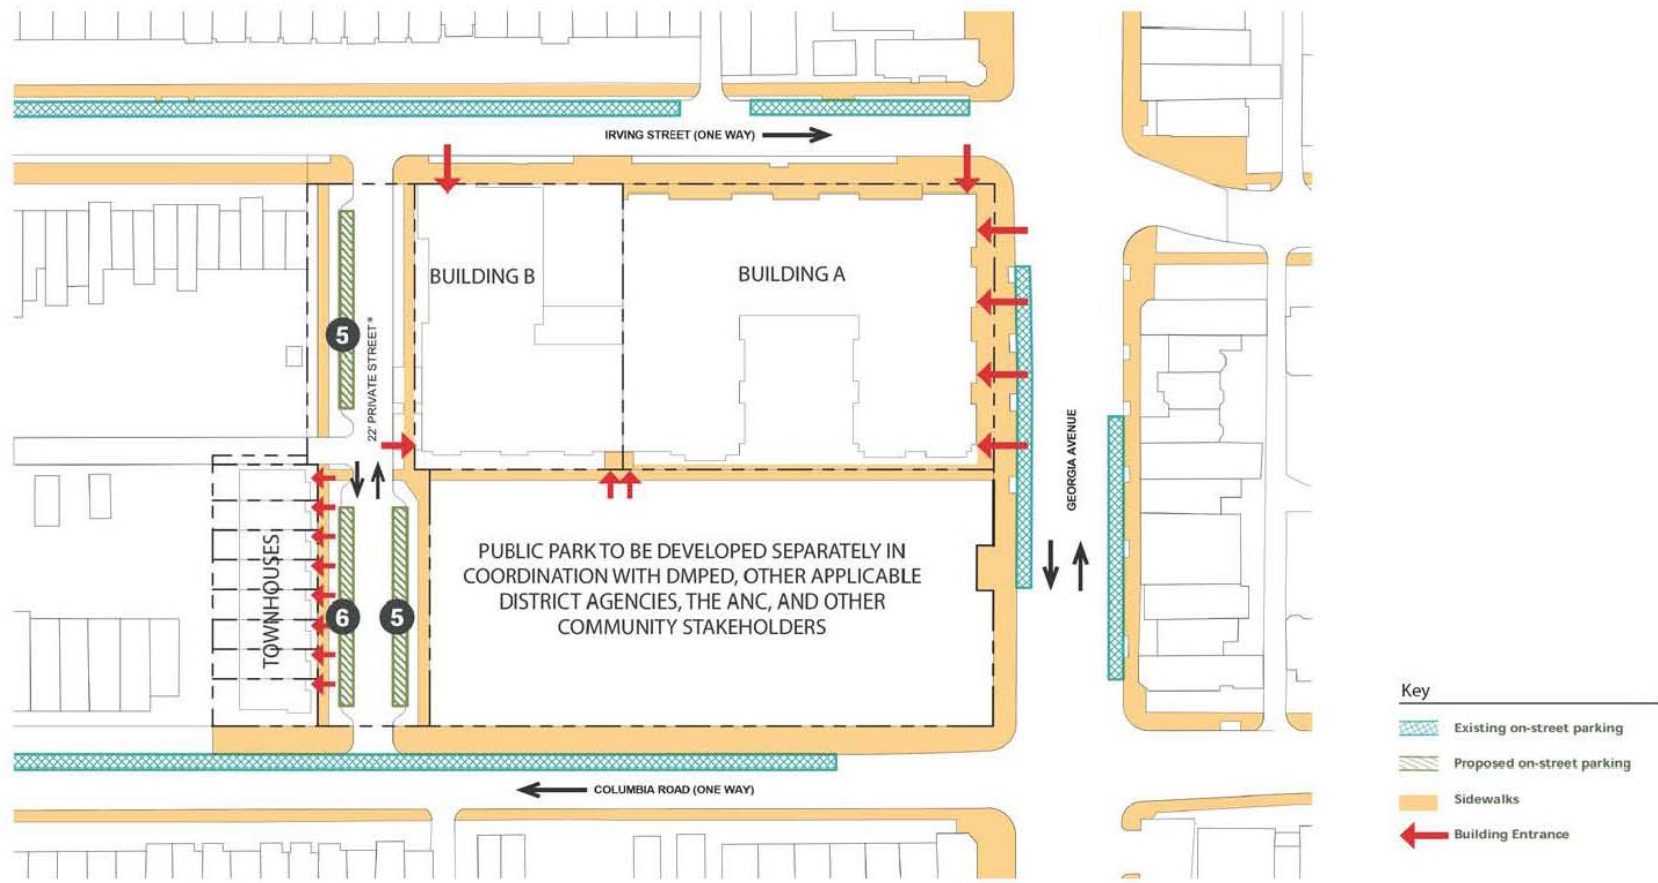 IRVING STREET (ONE WAY)
BUILDING B
BUILDING A
5
22' PRIVATE STREET *
GEORGIA AVENUE
TOWNHOUSES
6
5
PUBLIC PARK TO BE DEVELOPED SEPARATELY IN
COORDINATION WITH DMPED, OTHER APPLICABLE
DISTRICT AGENCIES, THE ANC, AND OTHER
COMMUNITY STAKEHOLDERS
COLUMBIA ROAD (ONE WAY)
Key
Existing on-street parking
Proposed on-street parking
Sidewalks
Building Entrance